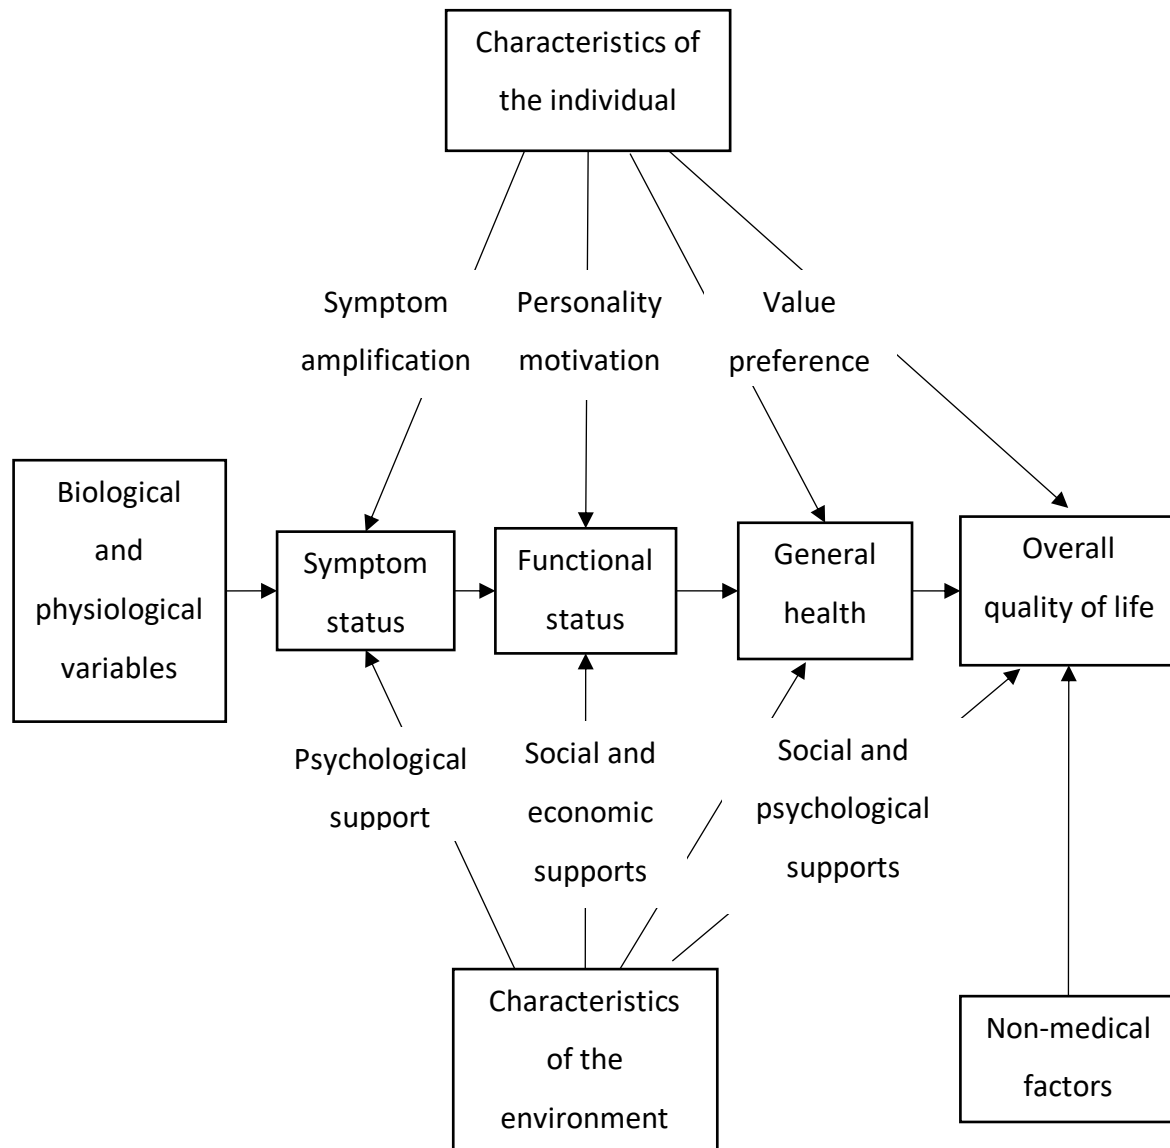 Characteristics of
the individual
Symptom
amplification
Personality
motivation
Value
preference
Biological
and
physiological
variables
Symptom
status
Functional
status
General
health
Overall
quality of life
Psychological
support
Social and
economic
supports
Social and
psychological
supports
Characteristics
of the
environment
Non-medical
factors